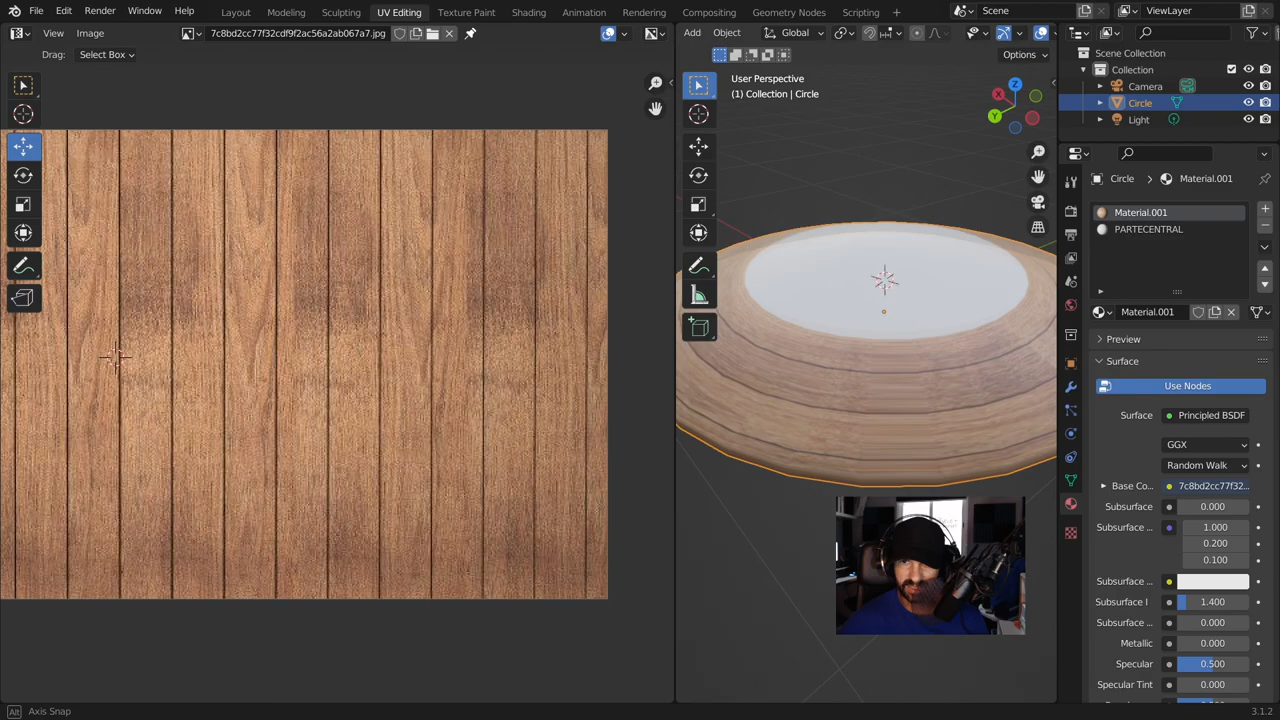 File Edit Render Window Help Layout Modeling Sculpting UV Editing Texture Paint Shading Animation Rendering Compositing Geometry Nodes Scripting Scene ViewLayer
View Image 7c8bd2cc77f32cdf9f2ac56a2ab067a7.jpg Add Object Global
Drag: Select Box Options
User Perspective
(1) Collection | Circle
X
Z
Y
Scene Collection
Collection
Camera
Circle
Light
Circle > Material.001
Material.001
PARTECENTRAL
Material.001
Preview
Surface
Use Nodes
Surface Principled BSDF
GGX
Random Walk
Base Co... 7c8bd2cc77f32...
Subsurface 0.000
Subsurface ... 1.000
0.200
0.100
Subsurface ...
Subsurface I 1.400
Subsurface ... 0.000
Metallic 0.000
Specular 0.500
Specular Tint 0.000
Alt Axis Snap 3.1.2